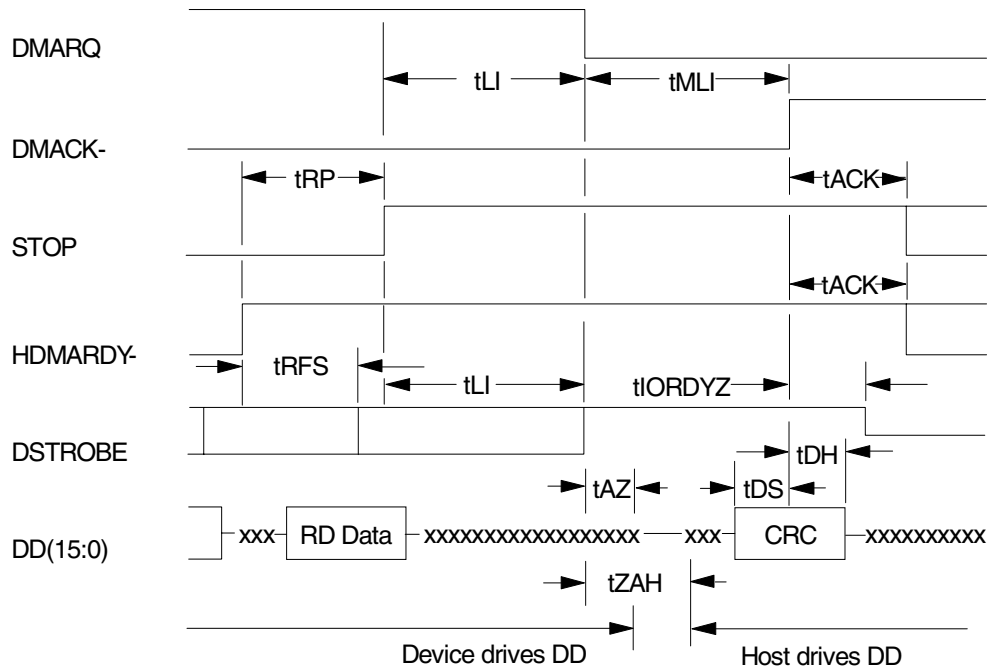 DMARQ
tLI
tMLI
DMACK-
tRP
tACK
STOP
tACK
HDMARDY-
tRFS
tLI
tIORDYZ
DSTROBE
tDH
tAZ
tDS
DD(15:0)
xxx
RD Data
xxxxxxxxxxxxxxxxxx
xxx
CRC
xxxxxxxxxx
tZAH
Device drives DD
Host drives DD